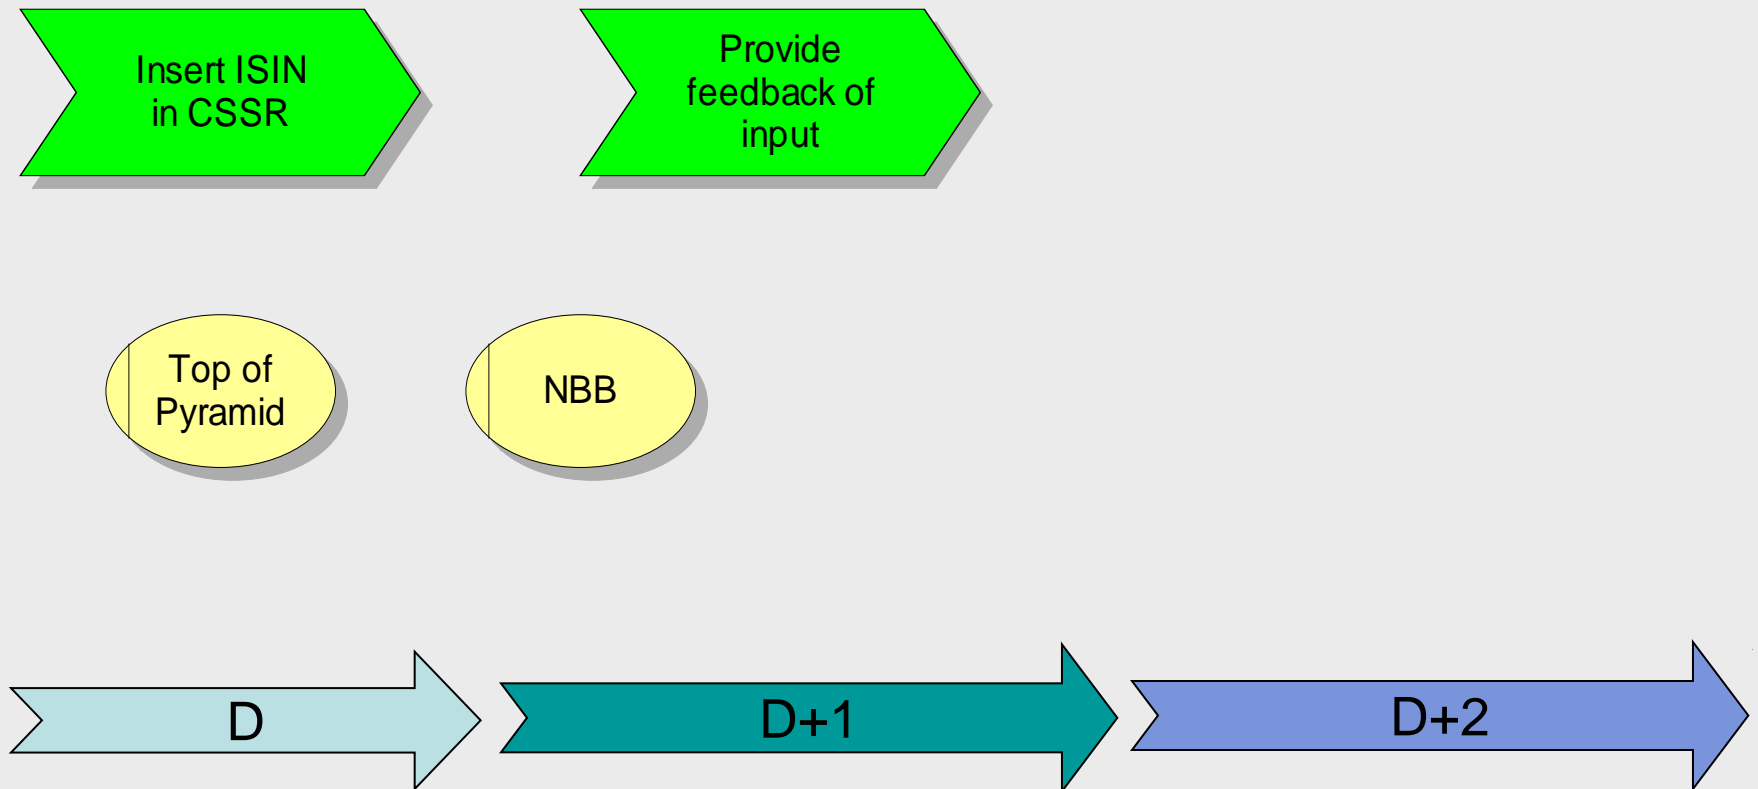 Insert ISIN
in CSSR
Provide
feedback of
input
Top of
Pyramid
NBB
D
D+1
D+2